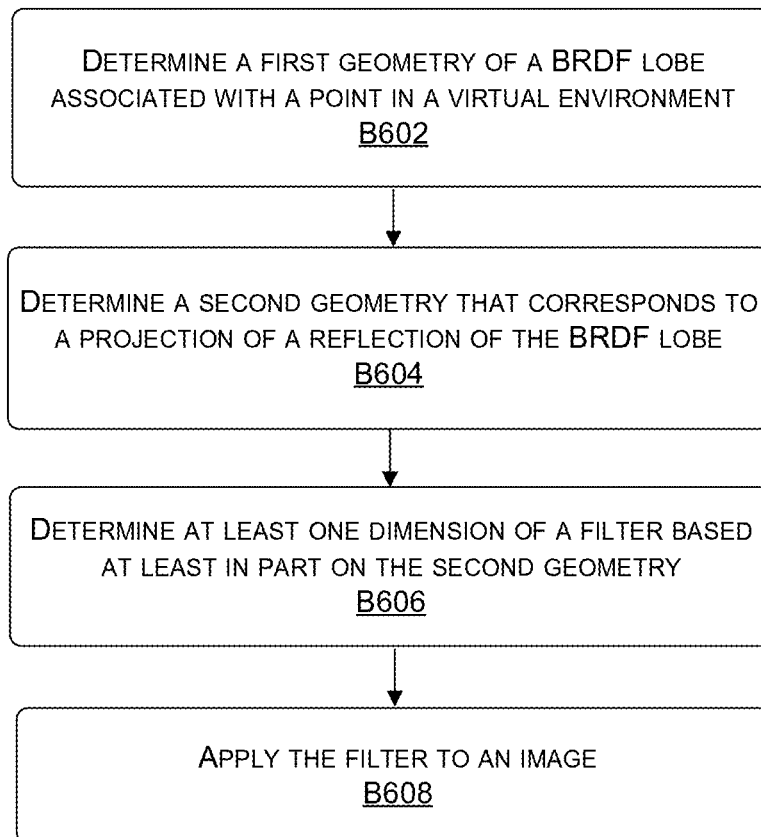 DETERMINE A FIRST GEOMETRY OF A BRDF LOBE
ASSOCIATED WITH A POINT IN A VIRTUAL ENVIRONMENT
B602
DETERMINE A SECOND GEOMETRY THAT CORRESPONDS TO
A PROJECTION OF A REFLECTION OF THE BRDF LOBE
B604
DETERMINE AT LEAST ONE DIMENSION OF A FILTER BASED
AT LEAST IN PART ON THE SECOND GEOMETRY
B606
APPLY THE FILTER TO AN IMAGE
B608